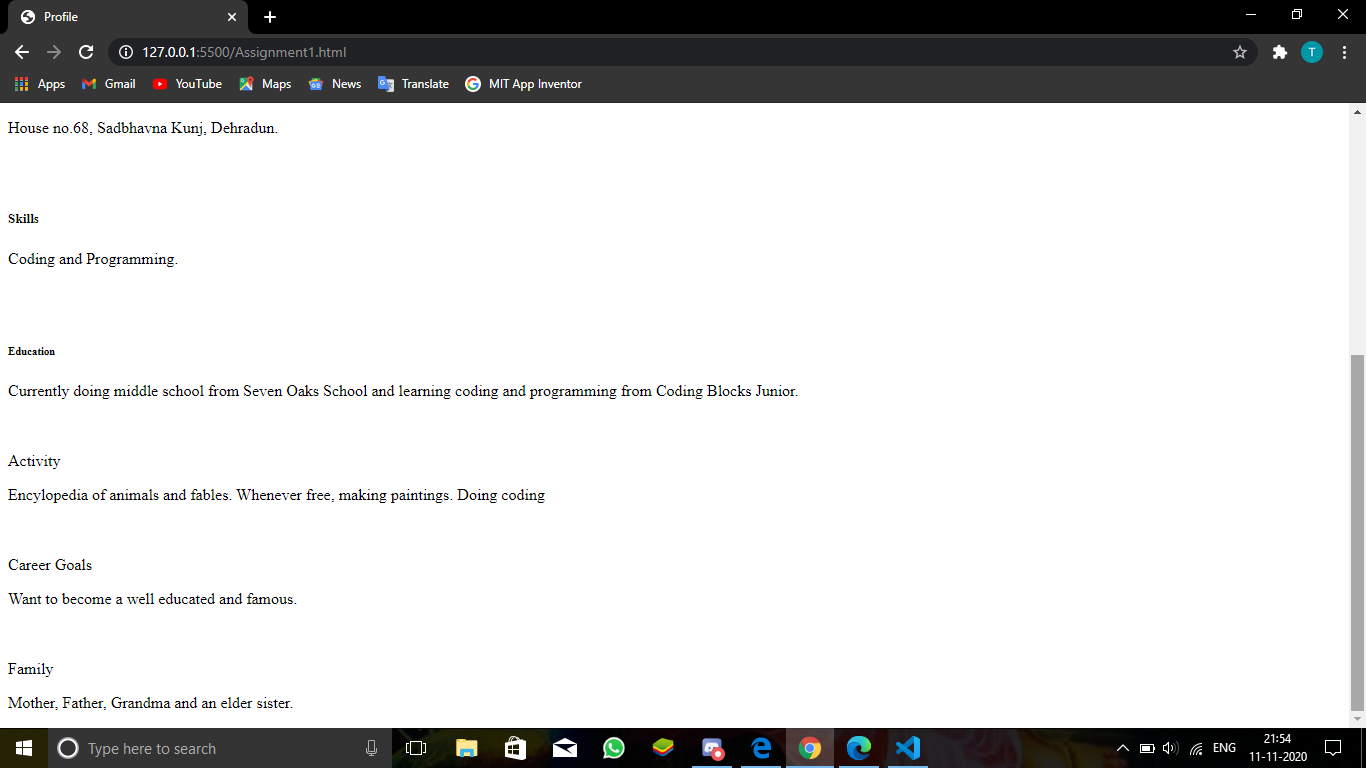 Profile
127.0.0.1:5500/Assignment1.html
T
Apps Gmail YouTube Maps News Translate MIT App Inventor
House no.68, Sadbhavna Kunj, Dehradun.
Skills
Coding and Programming.
Education
Currently doing middle school from Seven Oaks School and learning coding and programming from Coding Blocks Junior.
Activity
Encylopedia of animals and fables. Whenever free, making paintings. Doing coding
Career Goals
Want to become a well educated and famous.
Family
Mother, Father, Grandma and an elder sister.
Type here to search
ENG
21:54
11-11-2020